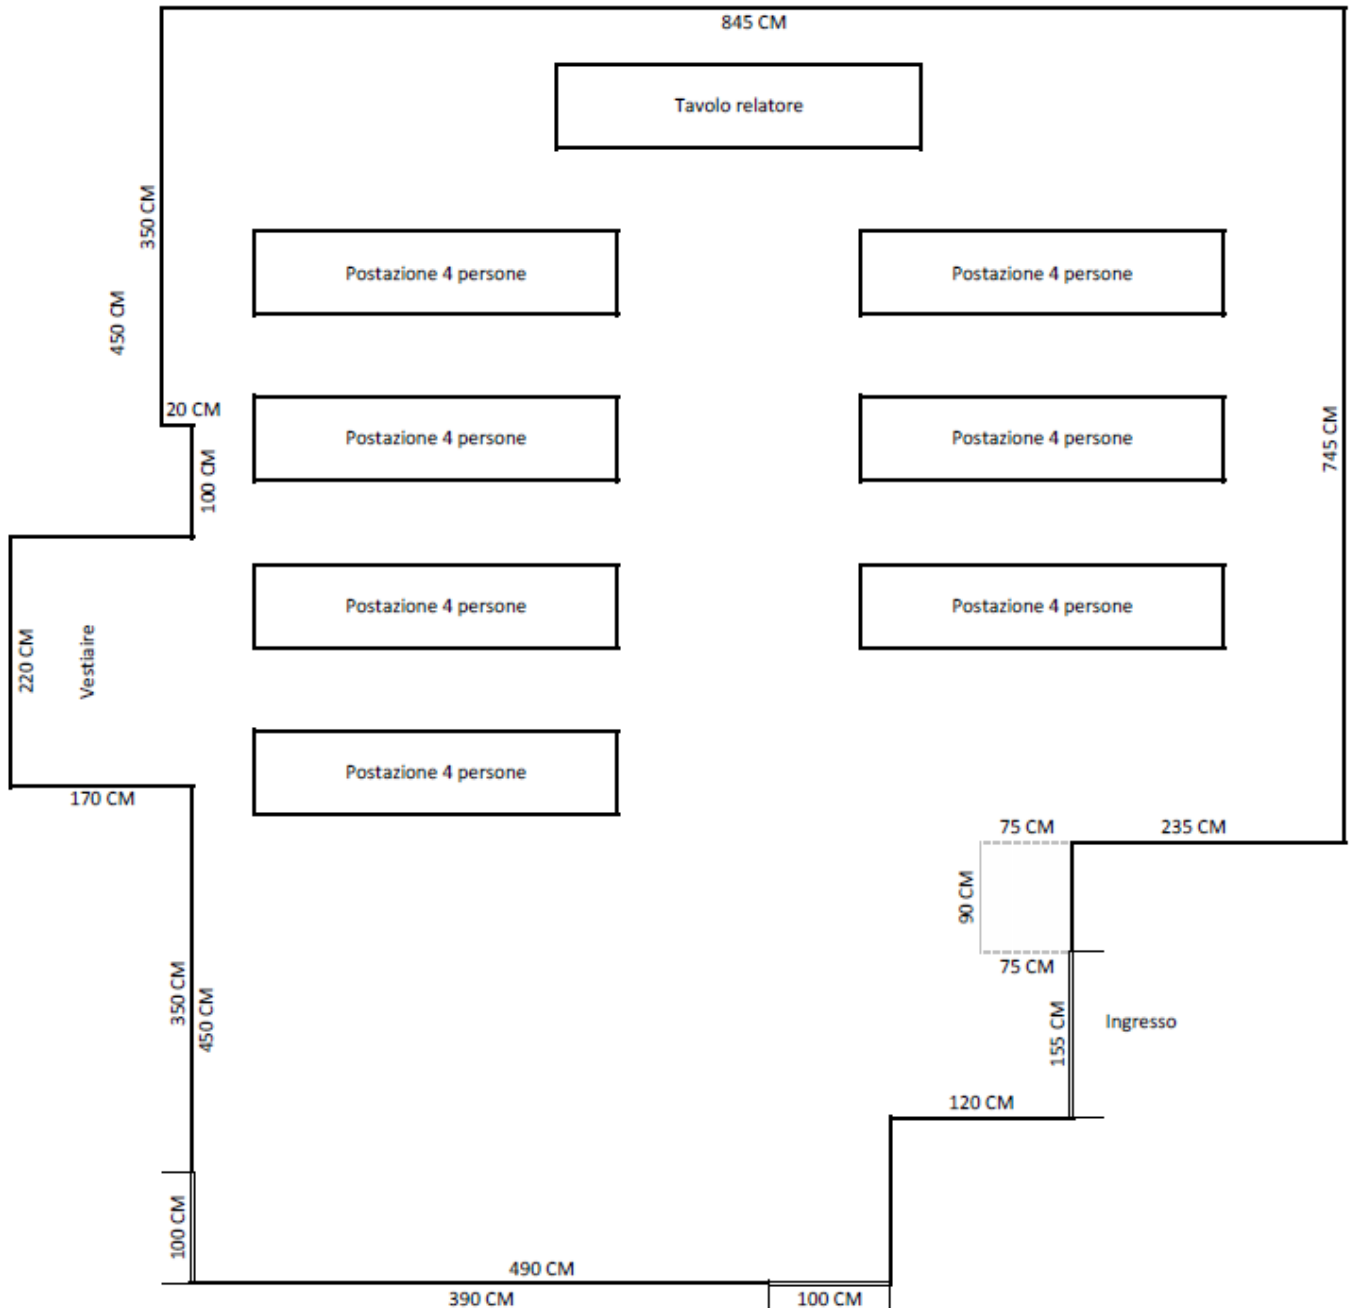 845 CM
Tavolo relatore
350 CM
450 CM
Postazione 4 persone
Postazione 4 persone
20 CM
100 CM
Postazione 4 persone
Postazione 4 persone
745 CM
220 CM
Vestiaire
Postazione 4 persone
Postazione 4 persone
170 CM
Postazione 4 persone
75 CM
235 CM
90 CM
75 CM
350 CM
450 CM
155 CM
Ingresso
120 CM
100 CM
490 CM
390 CM
100 CM